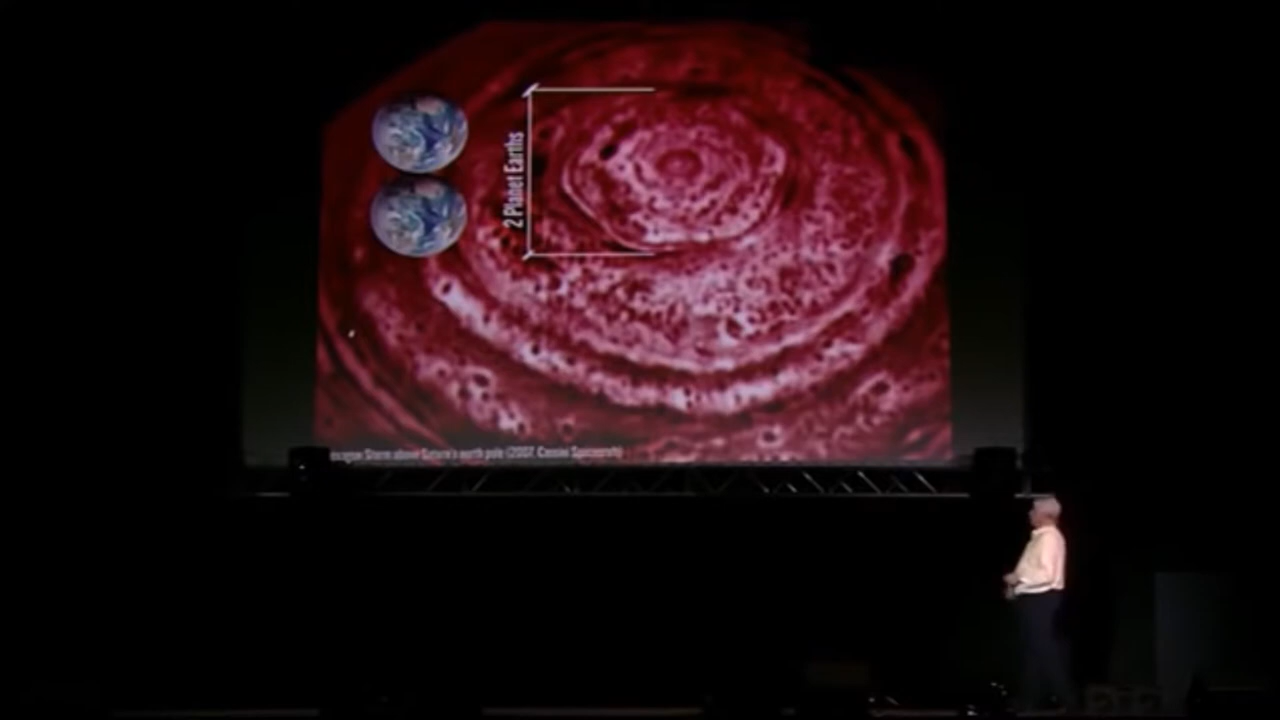 2 Planet Earths
Storm above Saturn's north pole (2007, Cassini Spacecraft)